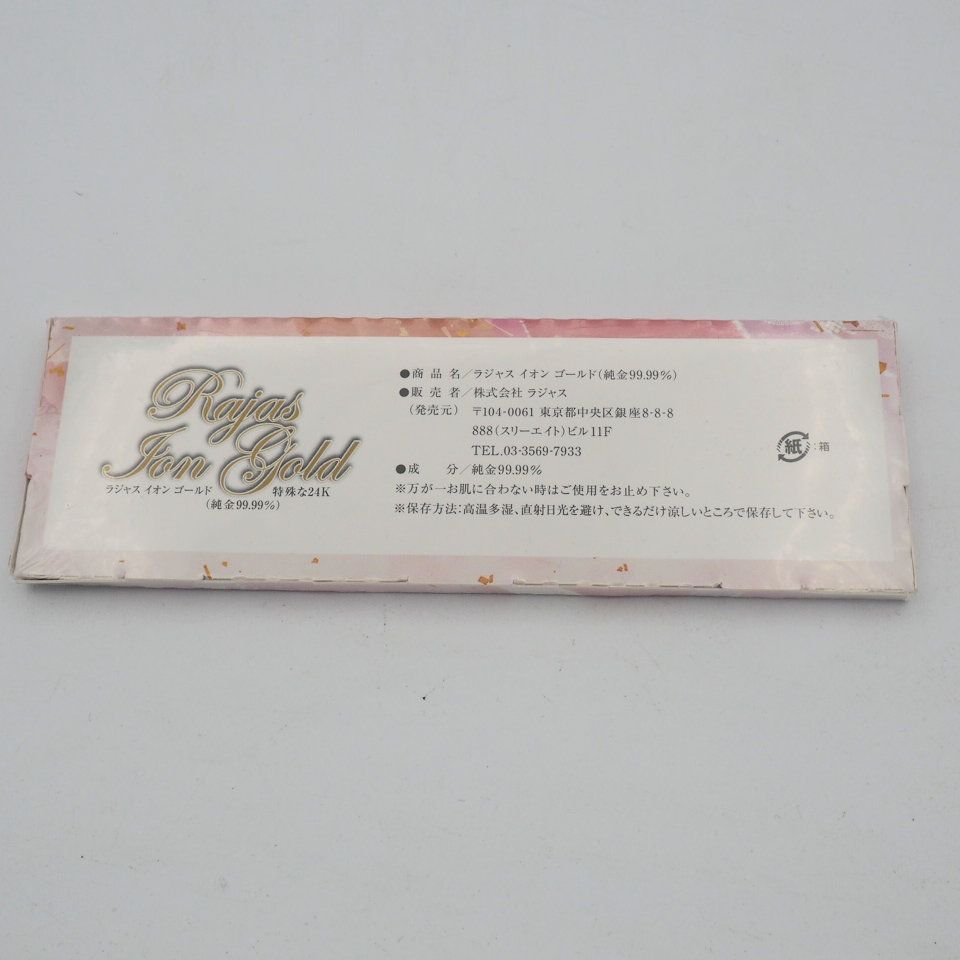 Rajas
Ion Gold
ラジャス イオン ゴールド 特殊な24K
(純金99.99%)
●商品名／ラジャス イオン ゴールド(純金99.99%)
●販売者／株式会社 ラジャス
(発売元) 〒104-0061 東京都中央区銀座8-8-8
888(スリーエイト)ビル11F
TEL.03-3569-7933
●成分／純金99.99%
※万が一お肌に合わない時はご使用をお止め下さい。
※保存方法:高温多湿、直射日光を避け、できるだけ涼しいところで保存して下さい。
紙:箱